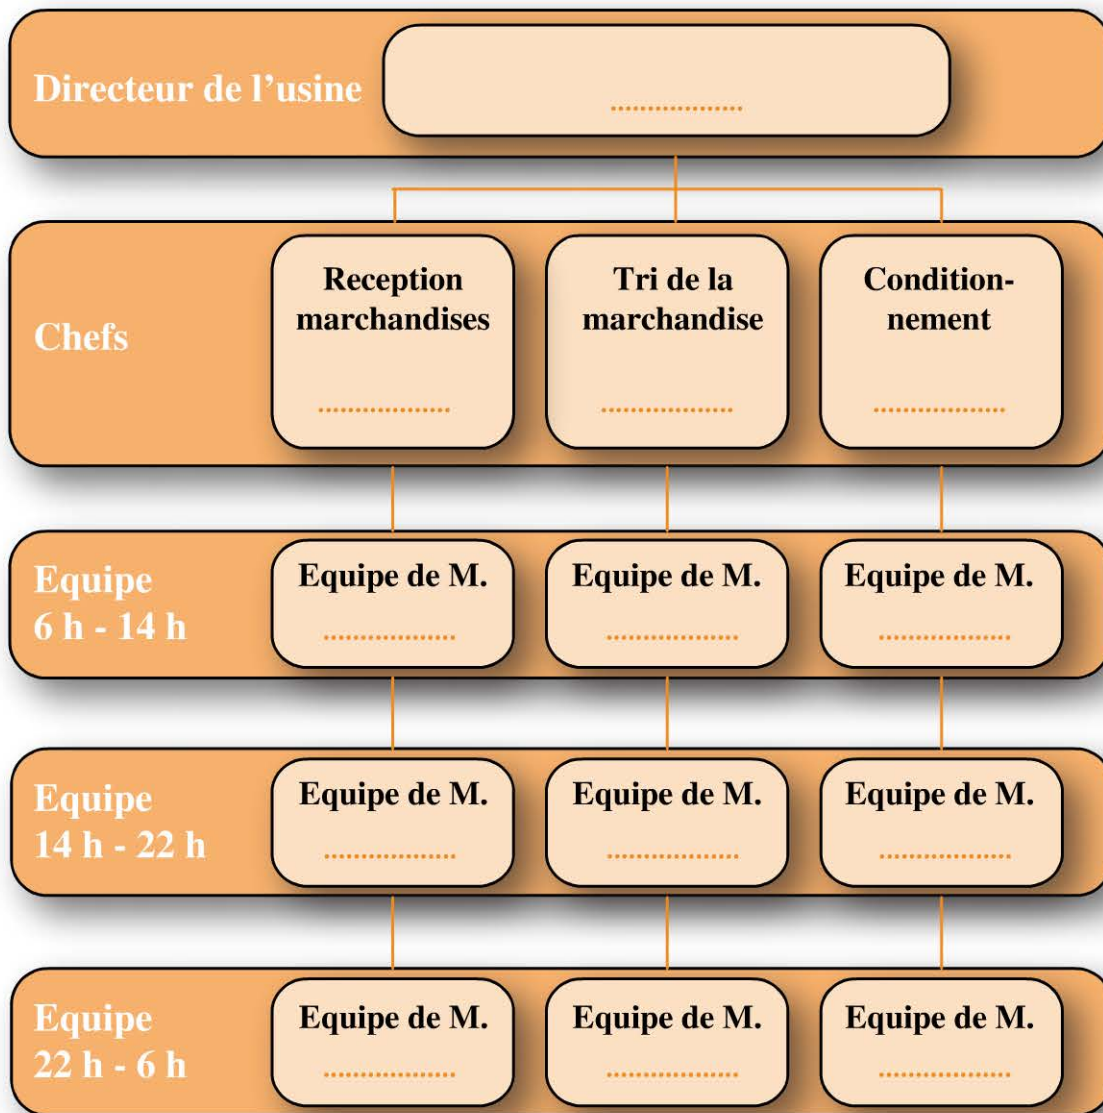 Directeur de l’usine
..................
Chefs
Reception
marchandises
..................
Tri de la
marchandise
..................
Condition-
nement
..................
Equipe
6 h - 14 h
Equipe de M.
..................
Equipe de M.
..................
Equipe de M.
..................
Equipe
14 h - 22 h
Equipe de M.
..................
Equipe de M.
..................
Equipe de M.
..................
Equipe
22 h - 6 h
Equipe de M.
..................
Equipe de M.
..................
Equipe de M.
..................